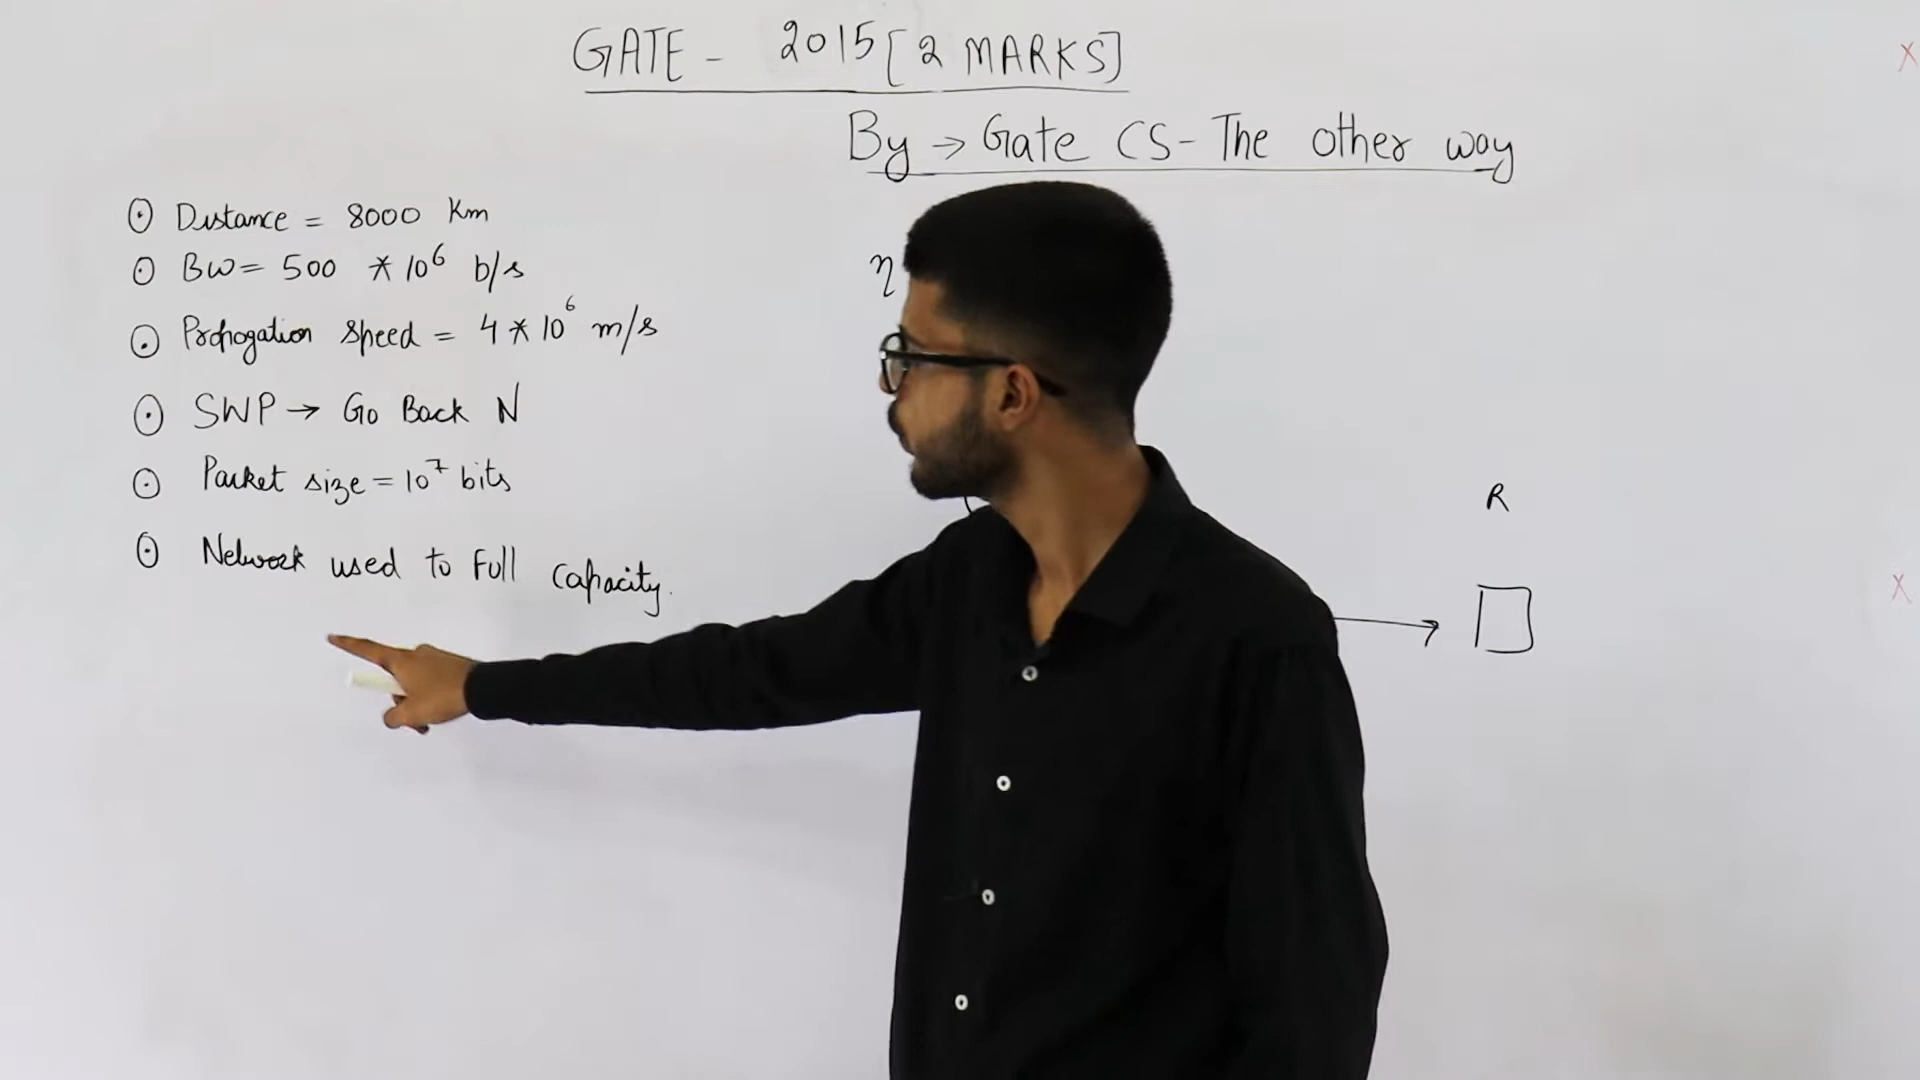 GATE - 2015 [2 MARKS]
By → Gate CS - The other way
⊙ Distance = 8000 Km
⊙ BW = 500 * 10⁶ b/s
⊙ Propogation speed = 4 * 10⁶ m/s
⊙ SWP → Go Back N
⊙ Packet size = 10⁷ bits
⊙ Network used to Full Capacity.
η
R